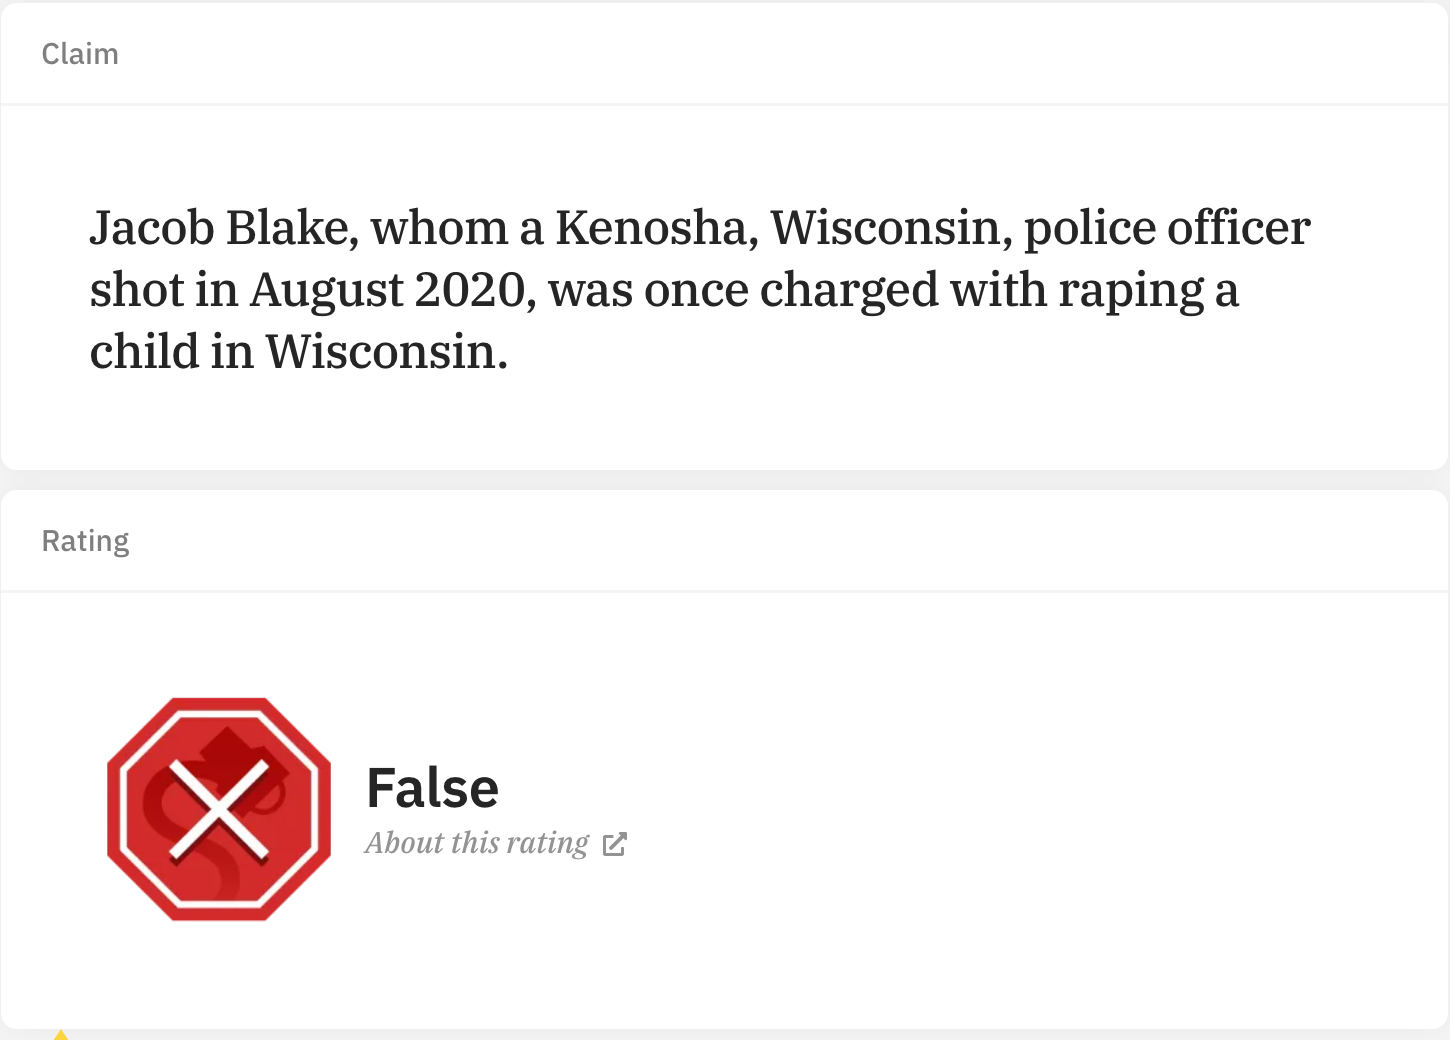 Claim
Jacob Blake, whom a Kenosha, Wisconsin, police officer
shot in August 2020, was once charged with raping a
child in Wisconsin.
Rating
False
About this rating